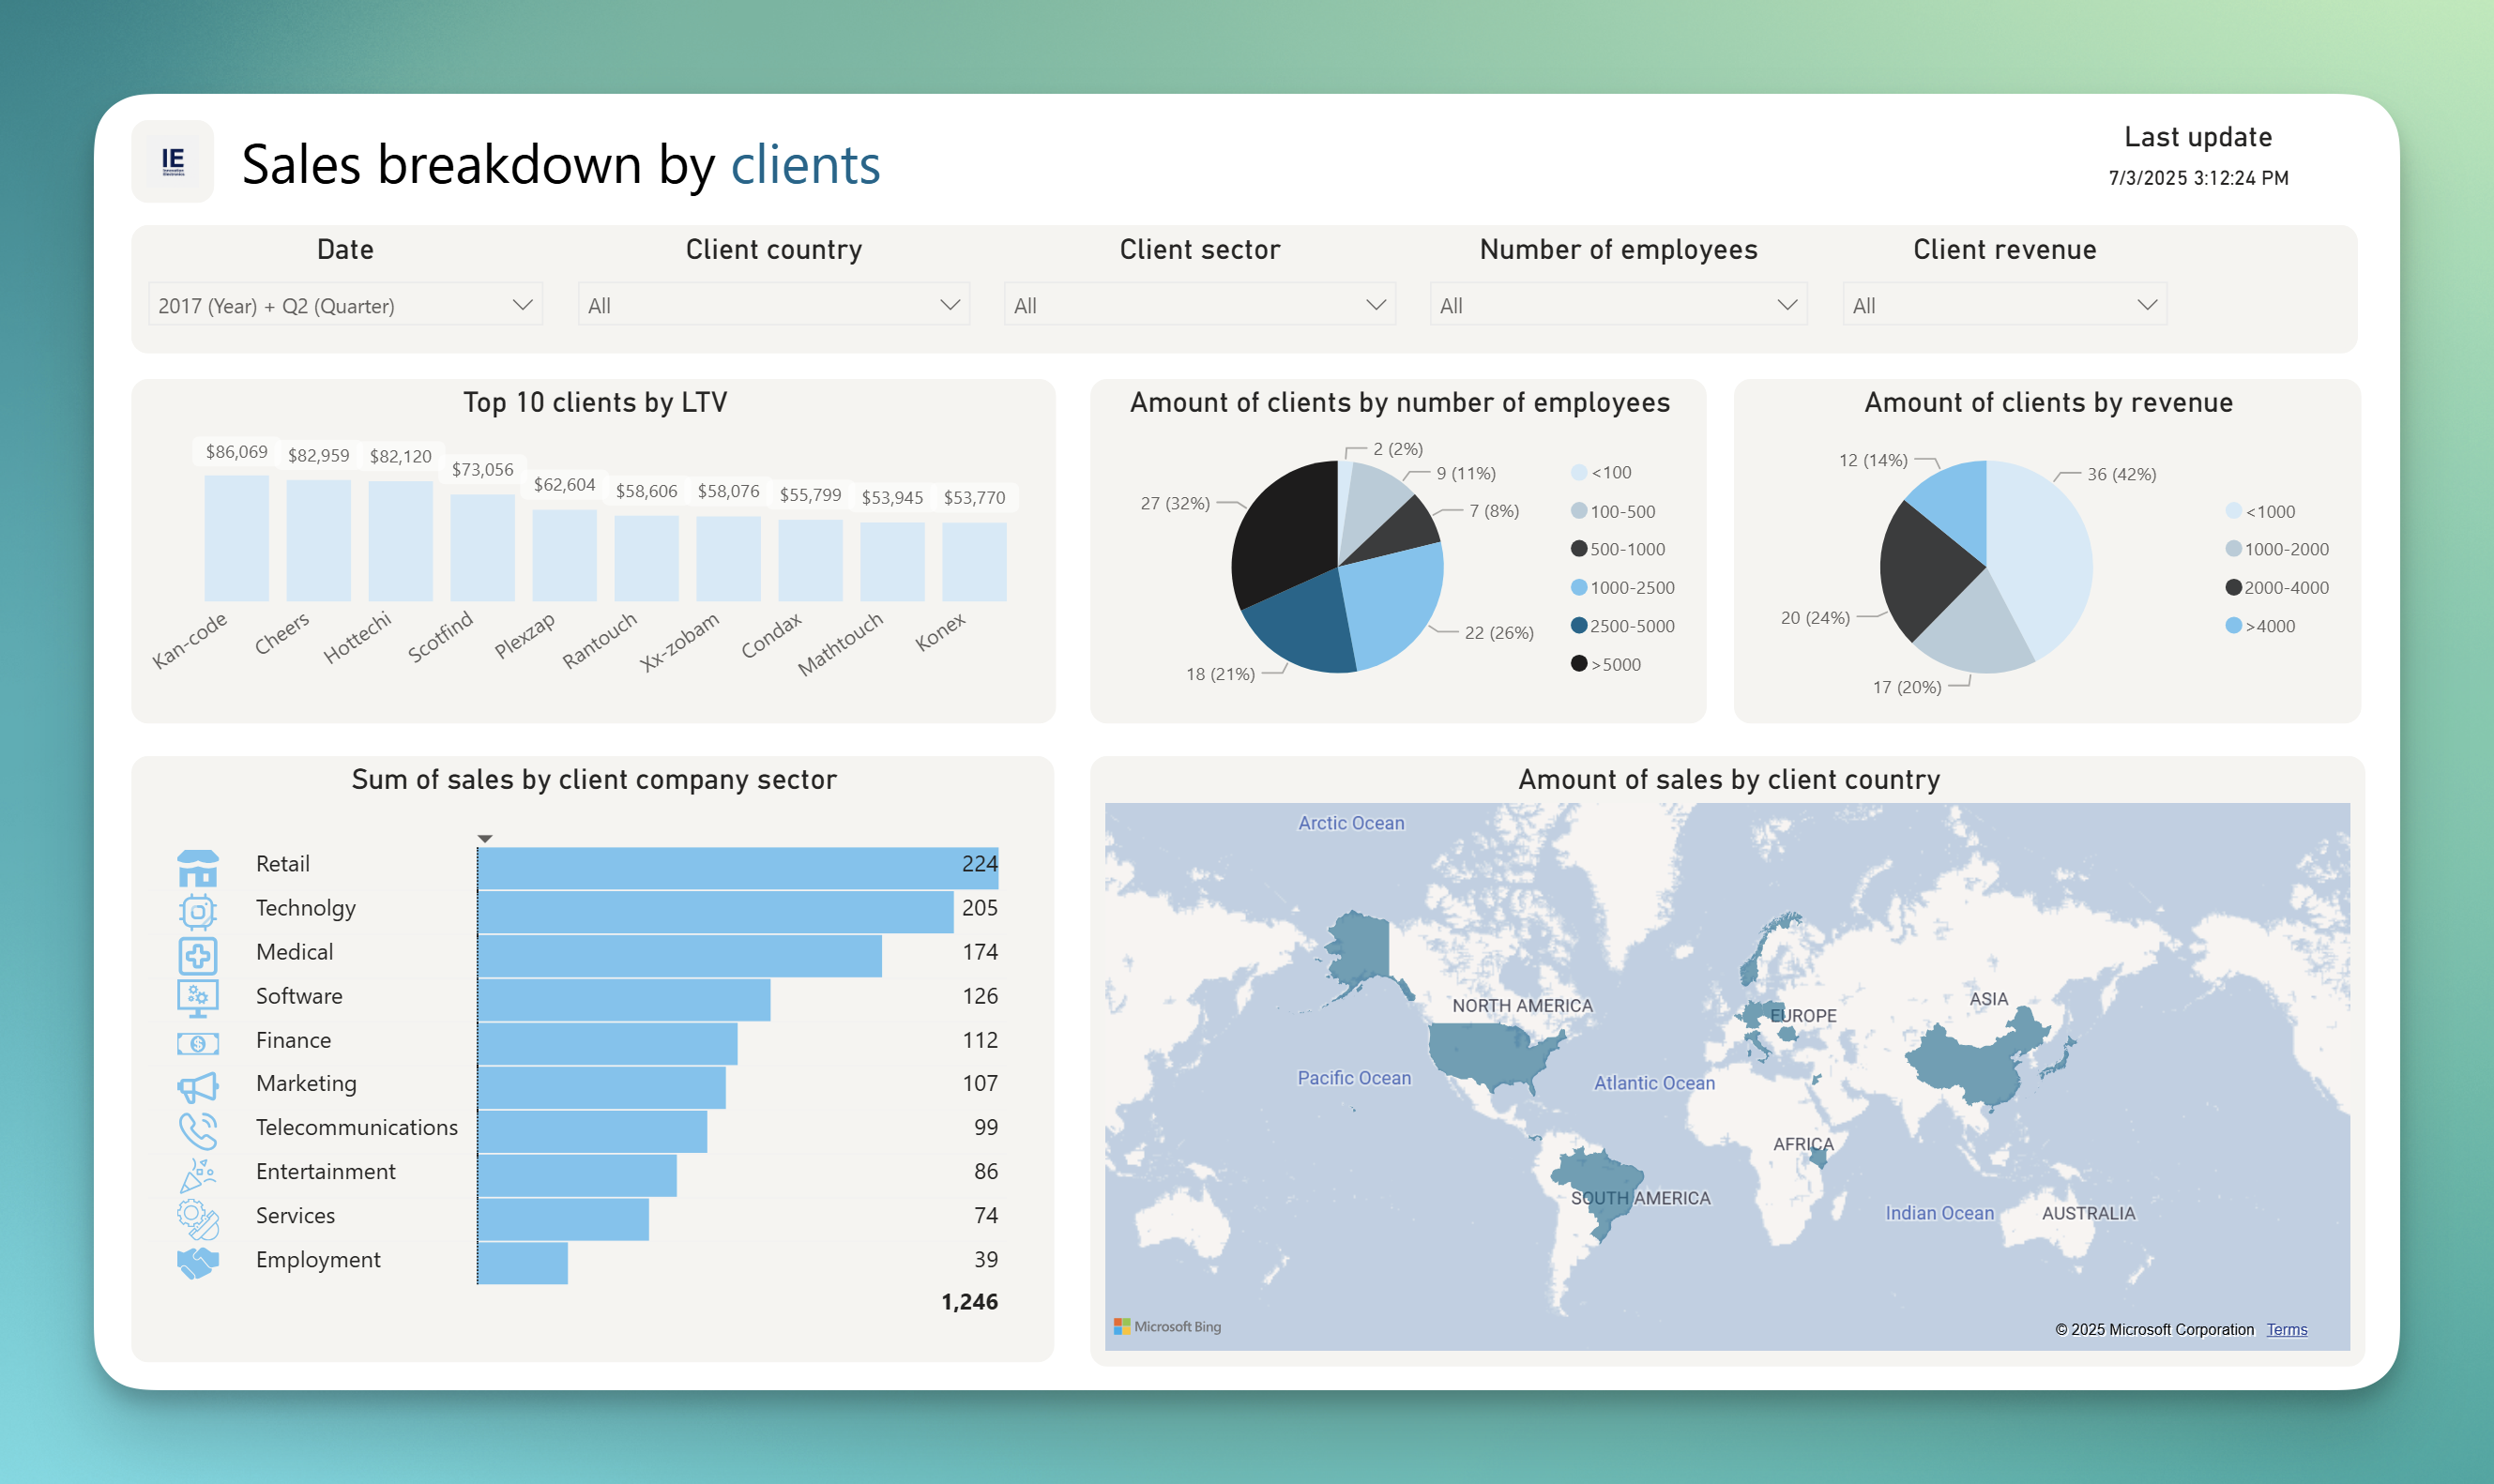 IE
Innovation
Electronics
Sales breakdown by clients
Last update
7/3/2025 3:12:24 PM
Date
Client country
Client sector
Number of employees
Client revenue
2017 (Year) + Q2 (Quarter)
All
All
All
All
Top 10 clients by LTV
$86,069
$82,959
$82,120
$73,056
$62,604
$58,606
$58,076
$55,799
$53,945
$53,770
Kan-code
Cheers
Hottechi
Scotfind
Plexzap
Rantouch
Xx-zobam
Condax
Mathtouch
Konex
Amount of clients by number of employees
2 (2%)
9 (11%)
7 (8%)
22 (26%)
18 (21%)
27 (32%)
<100
100-500
500-1000
1000-2500
2500-5000
>5000
Amount of clients by revenue
12 (14%)
36 (42%)
20 (24%)
17 (20%)
<1000
1000-2000
2000-4000
>4000
Sum of sales by client company sector
Retail 224
Technolgy 205
Medical 174
Software 126
Finance 112
Marketing 107
Telecommunications 99
Entertainment 86
Services 74
Employment 39
1,246
Amount of sales by client country
Arctic Ocean
NORTH AMERICA
EUROPE
ASIA
Pacific Ocean
Atlantic Ocean
AFRICA
SOUTH AMERICA
Indian Ocean
AUSTRALIA
Microsoft Bing
© 2025 Microsoft Corporation Terms